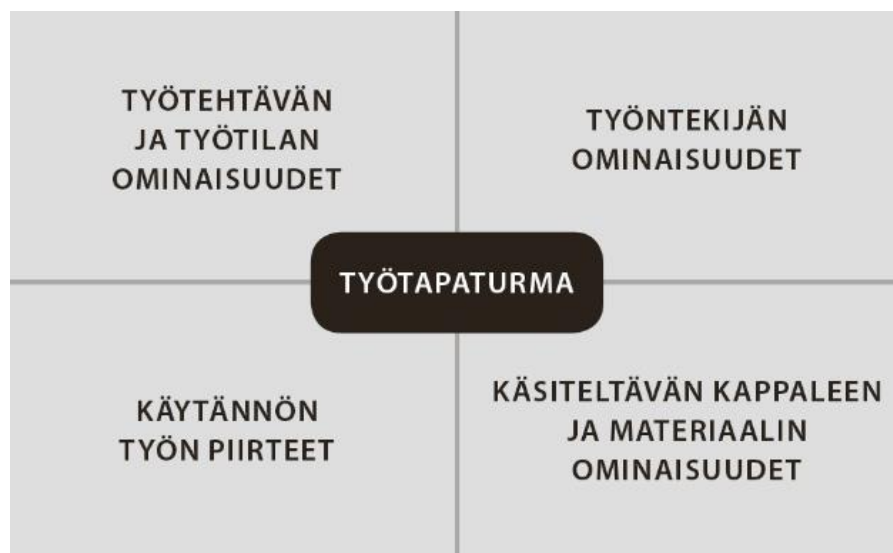 TYÖTEHTÄVÄN
JA TYÖTILAN
OMINAISUUDET
TYÖNTEKIJÄN
OMINAISUUDET
TYÖTAPATURMA
KÄYTÄNNÖN
TYÖN PIIRTEET
KÄSITELTÄVÄN KAPPALEEN
JA MATERIAALIN
OMINAISUUDET